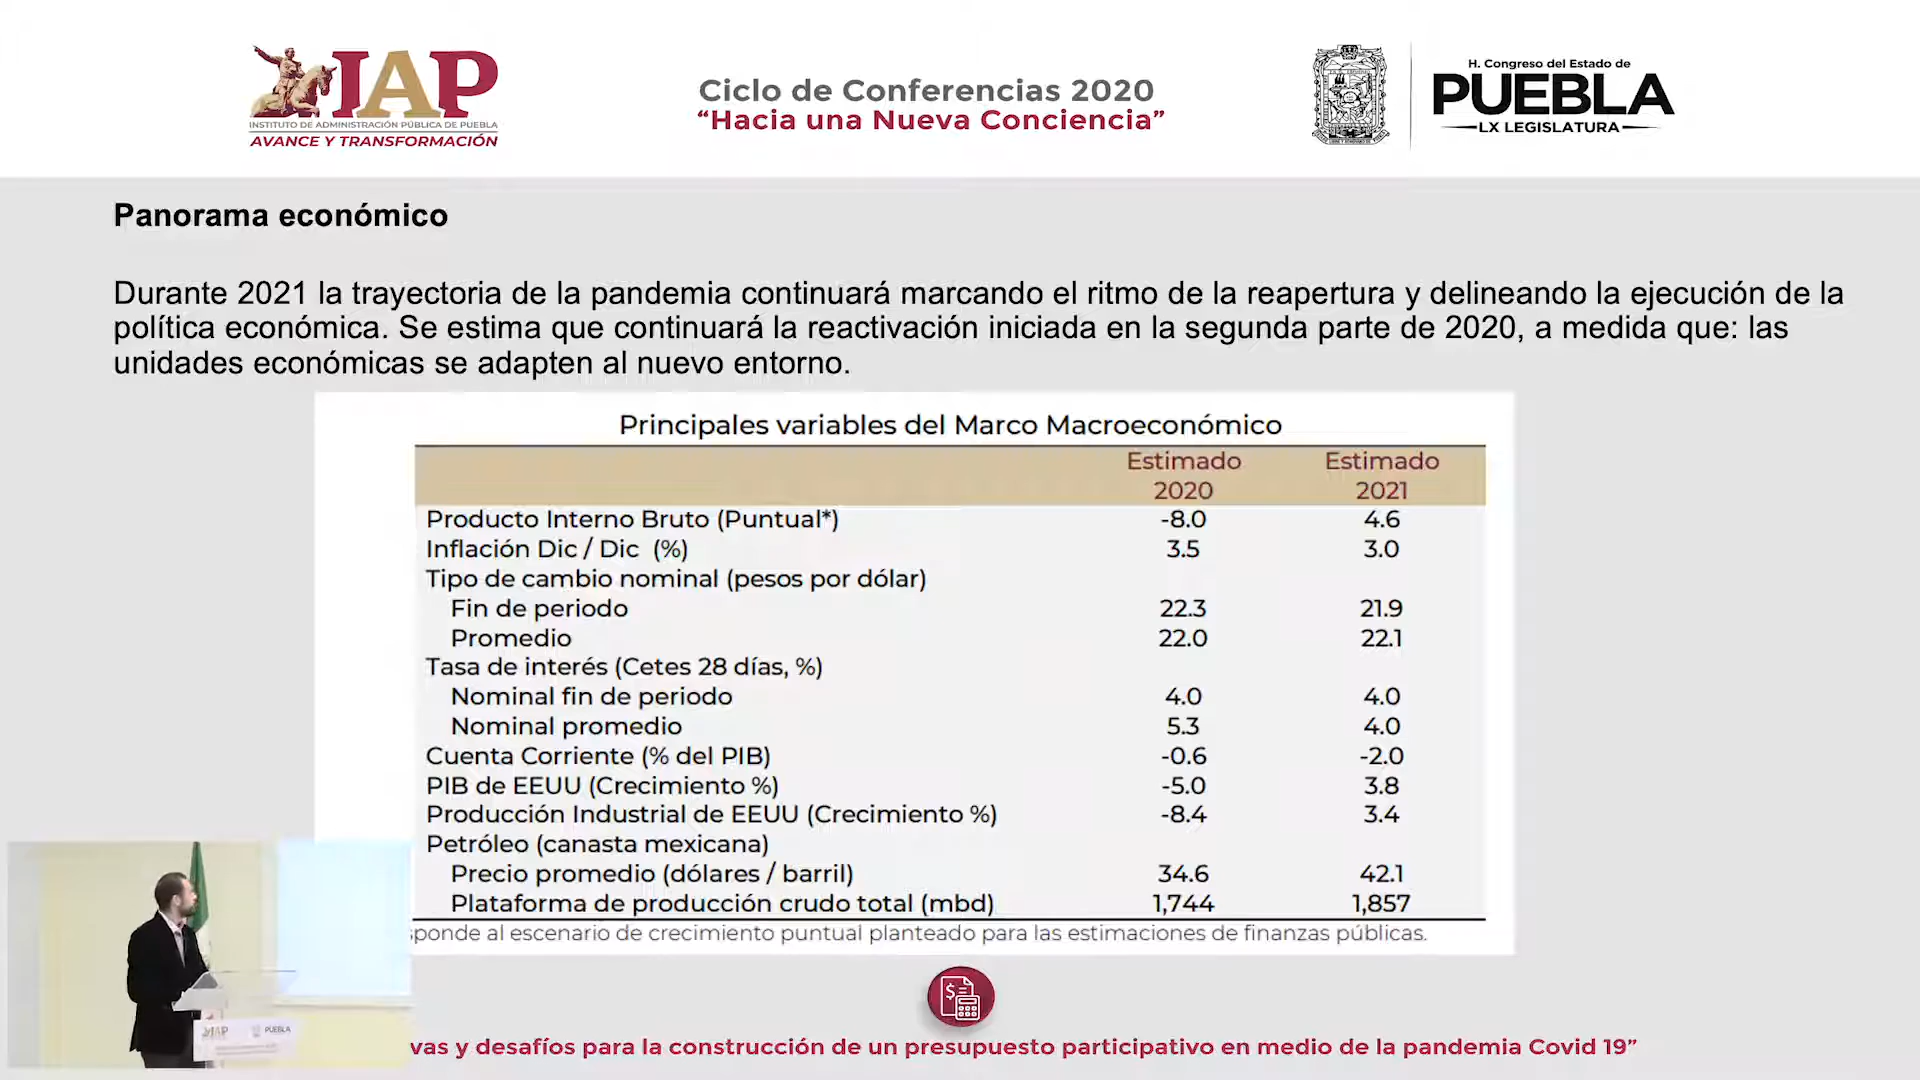 IAP
INSTITUTO DE ADMINISTRACIÓN PÚBLICA DE PUEBLA
AVANCE Y TRANSFORMACIÓN
Ciclo de Conferencias 2020
“Hacia una Nueva Conciencia”
H. Congreso del Estado de
PUEBLA
LX LEGISLATURA
Panorama económico
Durante 2021 la trayectoria de la pandemia continuará marcando el ritmo de la reapertura y delineando la ejecución de la
política económica. Se estima que continuará la reactivación iniciada en la segunda parte de 2020, a medida que: las
unidades económicas se adapten al nuevo entorno.
Principales variables del Marco Macroeconómico
Estimado Estimado
2020 2021
Producto Interno Bruto (Puntual*) -8.0 4.6
Inflación Dic / Dic (%) 3.5 3.0
Tipo de cambio nominal (pesos por dólar)
Fin de periodo 22.3 21.9
Promedio 22.0 22.1
Tasa de interés (Cetes 28 días, %)
Nominal fin de periodo 4.0 4.0
Nominal promedio 5.3 4.0
Cuenta Corriente (% del PIB) -0.6 -2.0
PIB de EEUU (Crecimiento %) -5.0 3.8
Producción Industrial de EEUU (Crecimiento %) -8.4 3.4
Petróleo (canasta mexicana)
Precio promedio (dólares / barril) 34.6 42.1
Plataforma de producción crudo total (mbd) 1,744 1,857
sponde al escenario de crecimiento puntual planteado para las estimaciones de finanzas públicas.
IAP PUEBLA
vas y desafíos para la construcción de un presupuesto participativo en medio de la pandemia Covid 19”